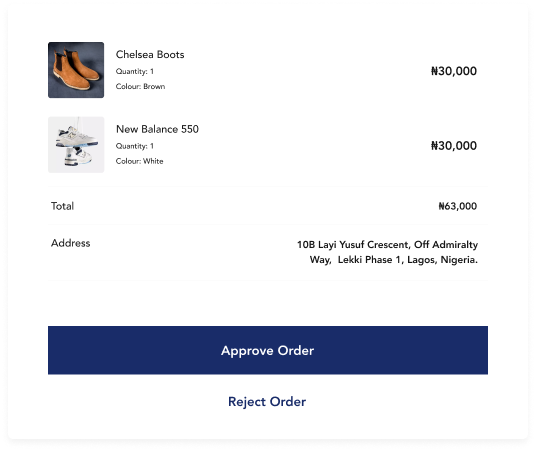 Chelsea Boots
Quantity: 1
Colour: Brown
₦30,000
New Balance 550
Quantity: 1
Colour: White
₦30,000
Total
₦63,000
Address
10B Layi Yusuf Crescent, Off Admiralty
Way,  Lekki Phase 1, Lagos, Nigeria.
Approve Order
Reject Order